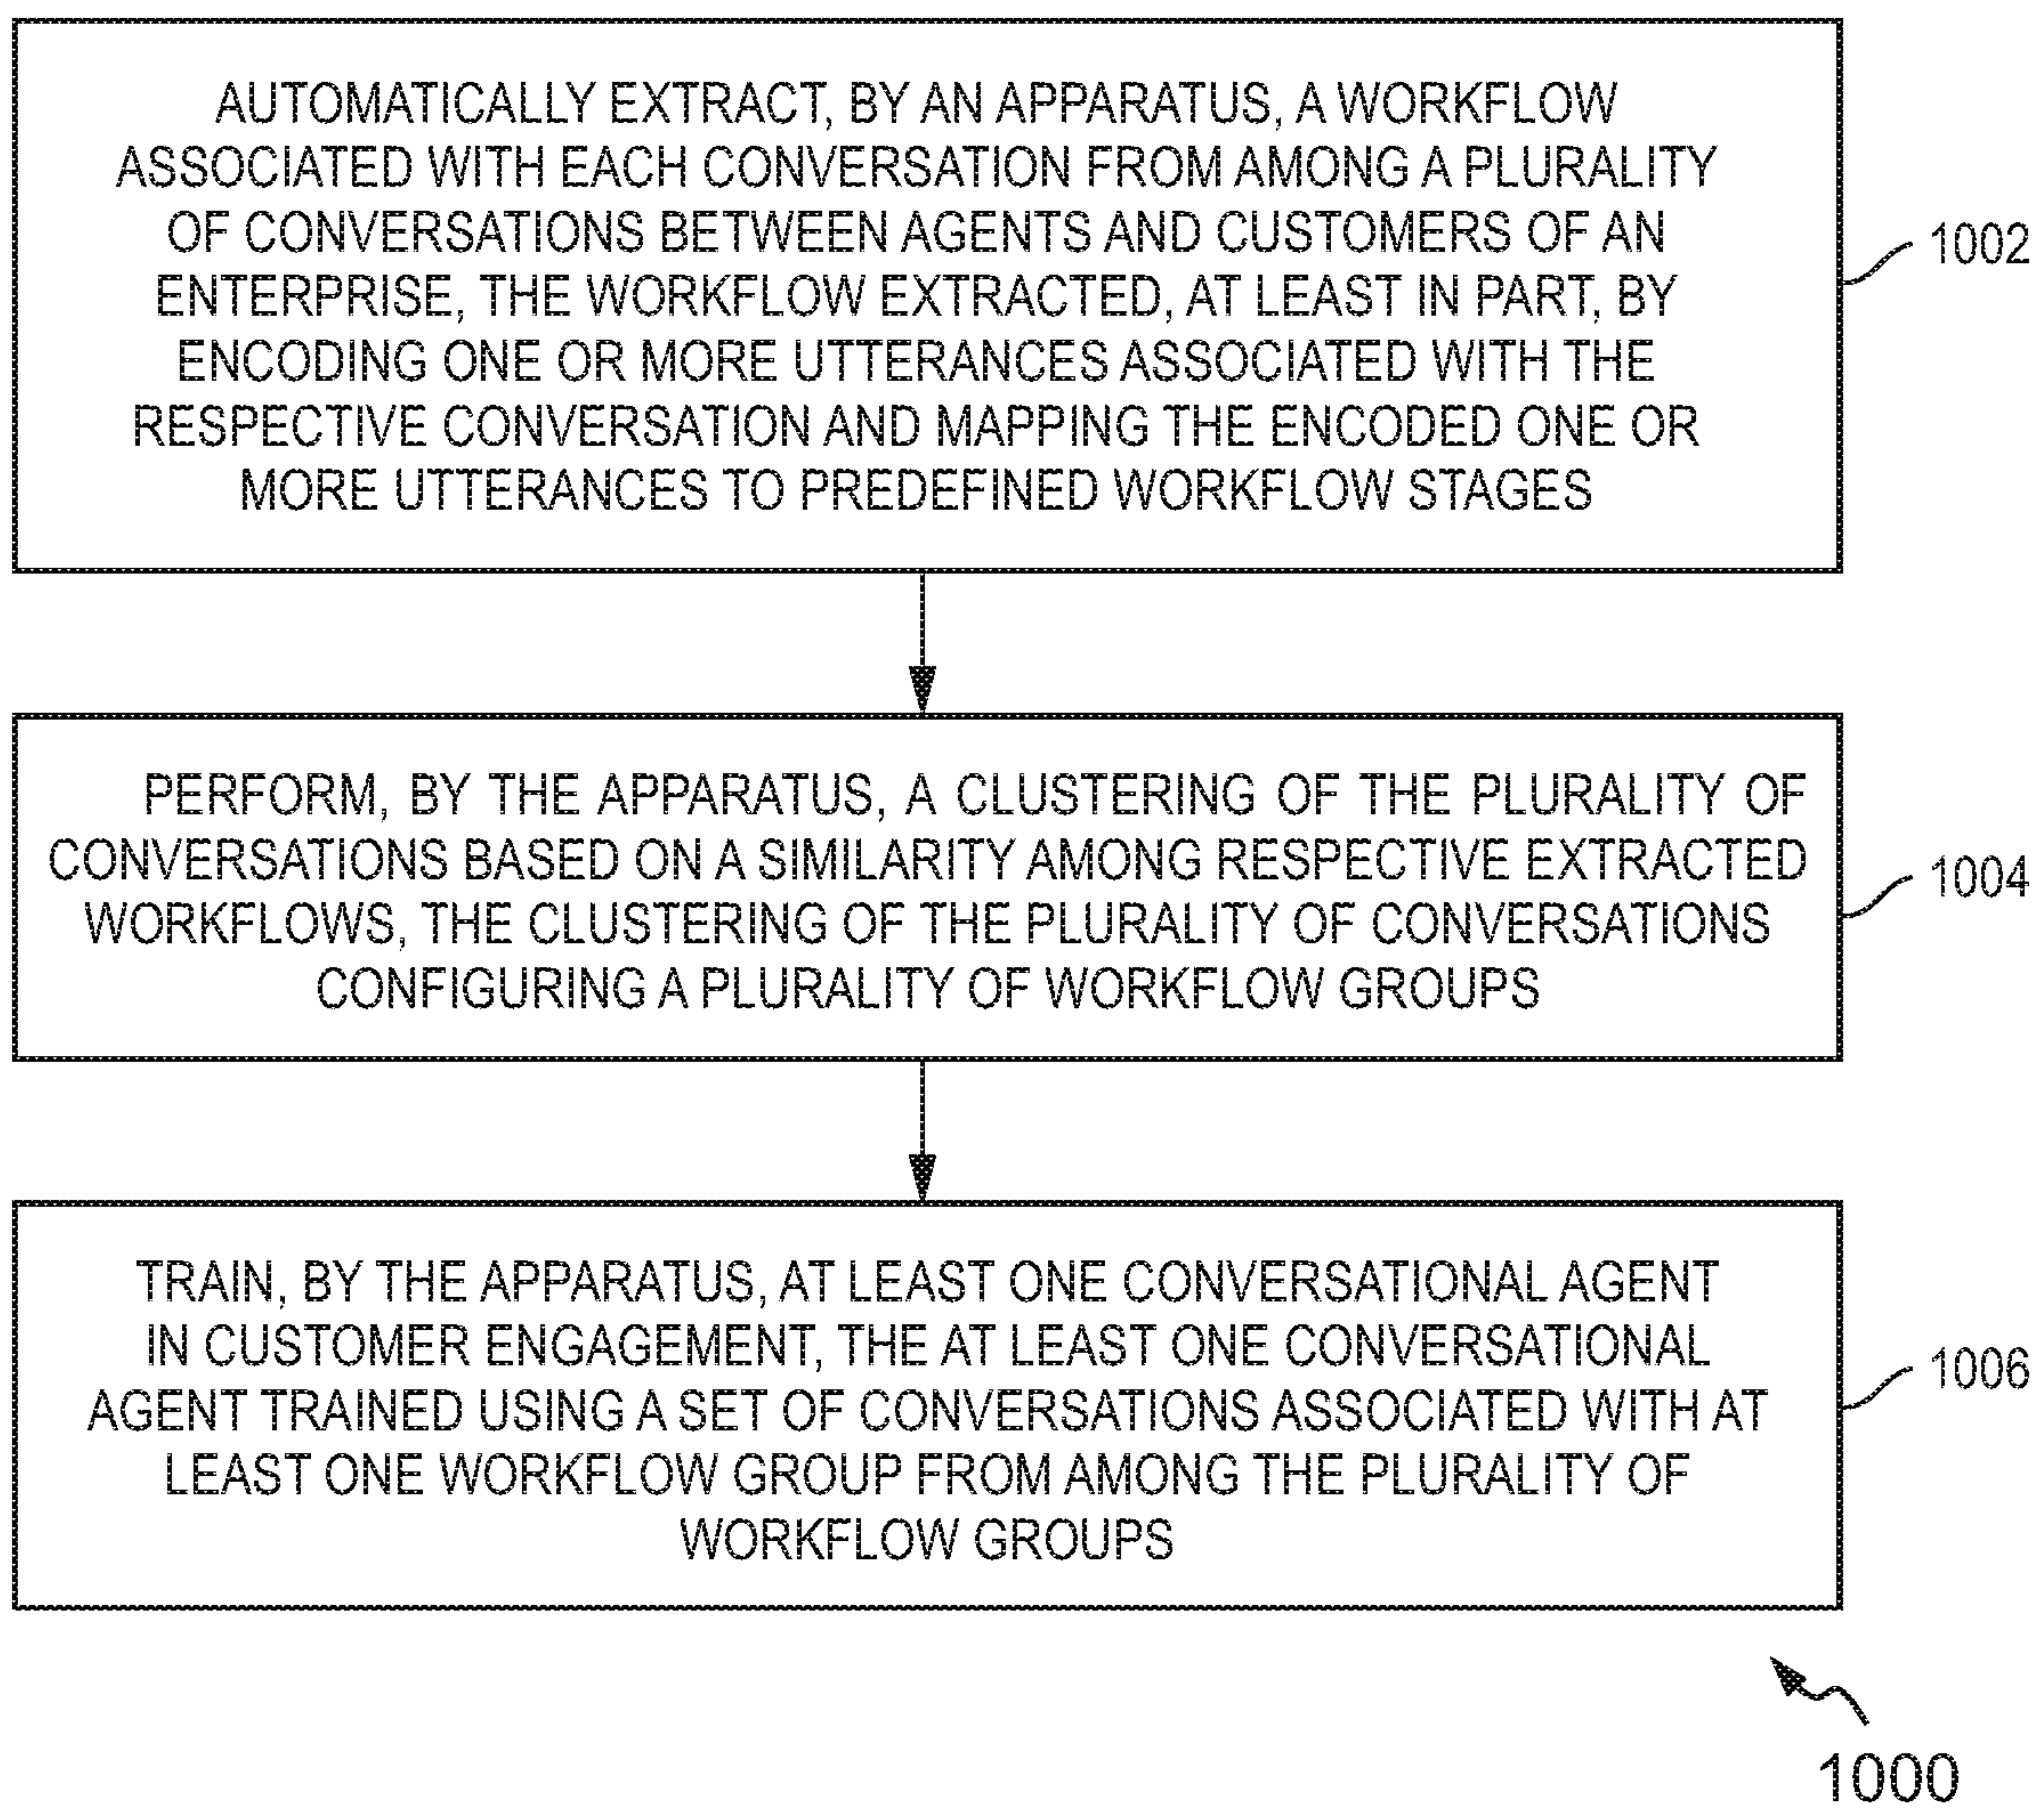 AUTOMATICALLY EXTRACT, BY AN APPARATUS, A WORKFLOW
ASSOCIATED WITH EACH CONVERSATION FROM AMONG A PLURALITY
OF CONVERSATIONS BETWEEN AGENTS AND CUSTOMERS OF AN
ENTERPRISE, THE WORKFLOW EXTRACTED, AT LEAST IN PART, BY
ENCODING ONE OR MORE UTTERANCES ASSOCIATED WITH THE
RESPECTIVE CONVERSATION AND MAPPING THE ENCODED ONE OR
MORE UTTERANCES TO PREDEFINED WORKFLOW STAGES
1002
PERFORM, BY THE APPARATUS, A CLUSTERING OF THE PLURALITY OF
CONVERSATIONS BASED ON A SIMILARITY AMONG RESPECTIVE EXTRACTED
WORKFLOWS, THE CLUSTERING OF THE PLURALITY OF CONVERSATIONS
CONFIGURING A PLURALITY OF WORKFLOW GROUPS
1004
TRAIN, BY THE APPARATUS, AT LEAST ONE CONVERSATIONAL AGENT
IN CUSTOMER ENGAGEMENT, THE AT LEAST ONE CONVERSATIONAL
AGENT TRAINED USING A SET OF CONVERSATIONS ASSOCIATED WITH AT
LEAST ONE WORKFLOW GROUP FROM AMONG THE PLURALITY OF
WORKFLOW GROUPS
1006
1000